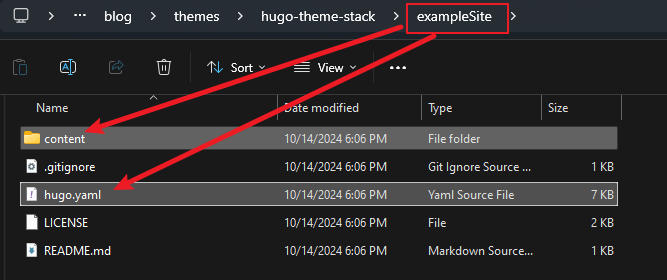 ... blog > themes > hugo-theme-stack > exampleSite >
Sort View ...
Name Date modified Type Size
content 10/14/2024 6:06 PM File folder
.gitignore 10/14/2024 6:06 PM Git Ignore Source ... 1 KB
hugo.yaml 10/14/2024 6:06 PM Yaml Source File 7 KB
LICENSE 10/14/2024 6:06 PM File 2 KB
README.md 10/14/2024 6:06 PM Markdown Source... 1 KB